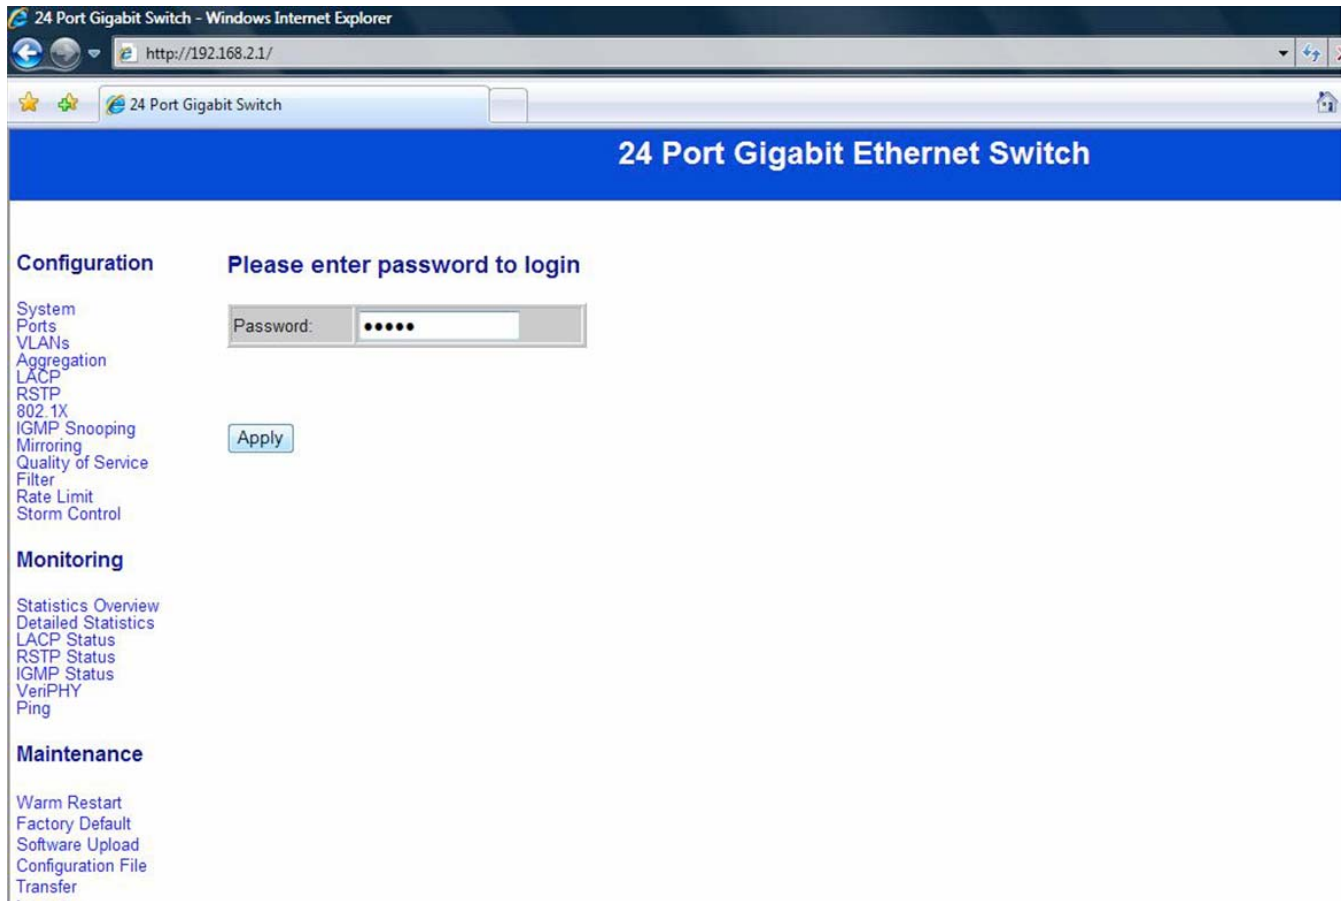 24 Port Gigabit Switch - Windows Internet Explorer
http://192.168.2.1/
24 Port Gigabit Switch
24 Port Gigabit Ethernet Switch
Configuration
System
Ports
VLANs
Aggregation
LACP
RSTP
802.1X
IGMP Snooping
Mirroring
Quality of Service
Filter
Rate Limit
Storm Control
Monitoring
Statistics Overview
Detailed Statistics
LACP Status
RSTP Status
IGMP Status
VeriPHY
Ping
Maintenance
Warm Restart
Factory Default
Software Upload
Configuration File
Transfer
Please enter password to login
Password: •••••
Apply